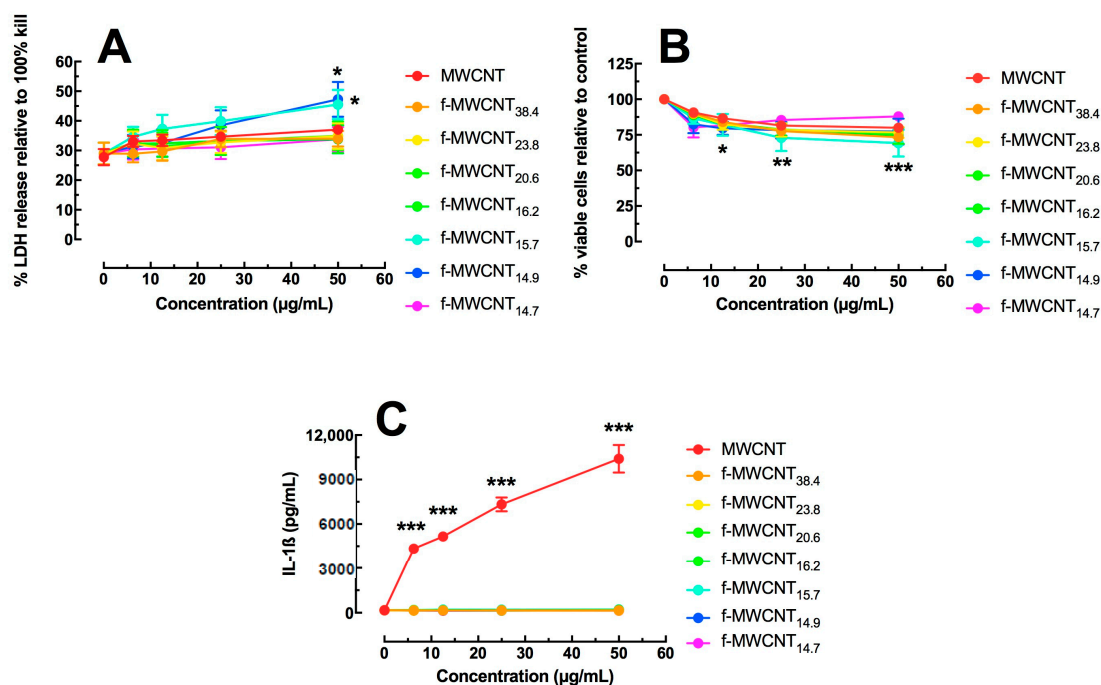 A
% LDH release relative to 100% kill
60
50
40
30
20
10
0
*
*
0 10 20 30 40 50 60
Concentration (µg/mL)
MWCNT
f-MWCNT38.4
f-MWCNT23.8
f-MWCNT20.6
f-MWCNT16.2
f-MWCNT15.7
f-MWCNT14.9
f-MWCNT14.7
B
% viable cells relative to control
125
100
75
50
25
0
*
**
***
0 10 20 30 40 50 60
Concentration (µg/mL)
MWCNT
f-MWCNT38.4
f-MWCNT23.8
f-MWCNT20.6
f-MWCNT16.2
f-MWCNT15.7
f-MWCNT14.9
f-MWCNT14.7
C
IL-1ß (pg/mL)
12,000
9000
6000
3000
0
***
***
***
***
0 10 20 30 40 50 60
Concentration (µg/mL)
MWCNT
f-MWCNT38.4
f-MWCNT23.8
f-MWCNT20.6
f-MWCNT16.2
f-MWCNT15.7
f-MWCNT14.9
f-MWCNT14.7